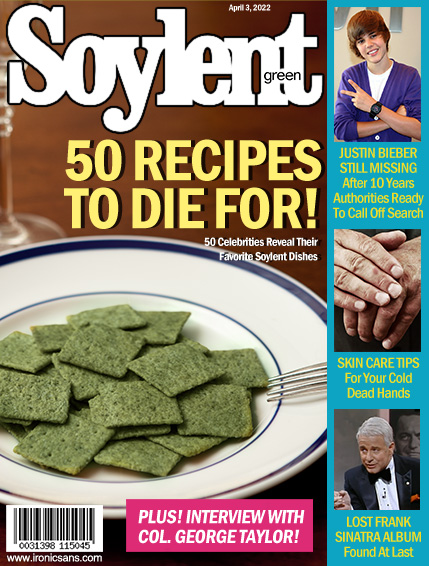 April 3, 2022
Soylent
green
50 RECIPES
TO DIE FOR!
50 Celebrities Reveal Their
Favorite Soylent Dishes
JUSTIN BIEBER
STILL MISSING
After 10 Years
Authorities Ready
To Call Off Search
SKIN CARE TIPS
For Your Cold
Dead Hands
LOST FRANK
SINATRA ALBUM
Found At Last
PLUS! INTERVIEW WITH
COL. GEORGE TAYLOR!
0031398 115045
www.ironicsans.com